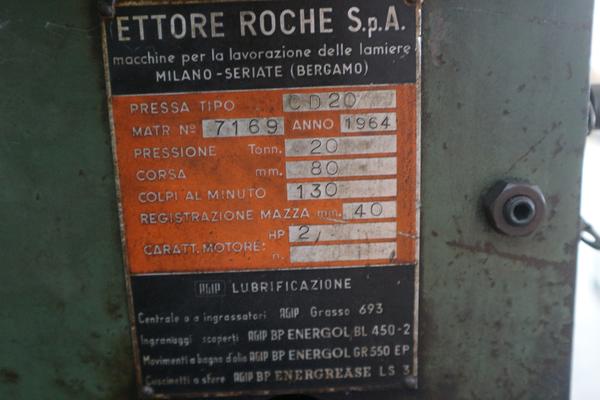 ETTORE ROCHE S.p.A.
macchine per la lavorazione delle lamiere
MILANO-SERIATE (BERGAMO)
PRESSA TIPO CD20
MATR Nº 7169 ANNO 1964
PRESSIONE Tonn. 20
CORSA mm. 80
COLPI AL MINUTO 130
REGISTRAZIONE MAZZA mm. 40
CARATT. MOTORE: HP 2,
n.
AGIP LUBRIFICAZIONE
Centrale o a ingrassatori AGIP Grasso 693
Ingranaggi scoperti AGIP BP ENERGOL BL 450-2
Movimenti a bagno d'olio AGIP BP ENERGOL GR 550 EP
Cuscinetti a sfere AGIP BP ENERGREASE LS 3